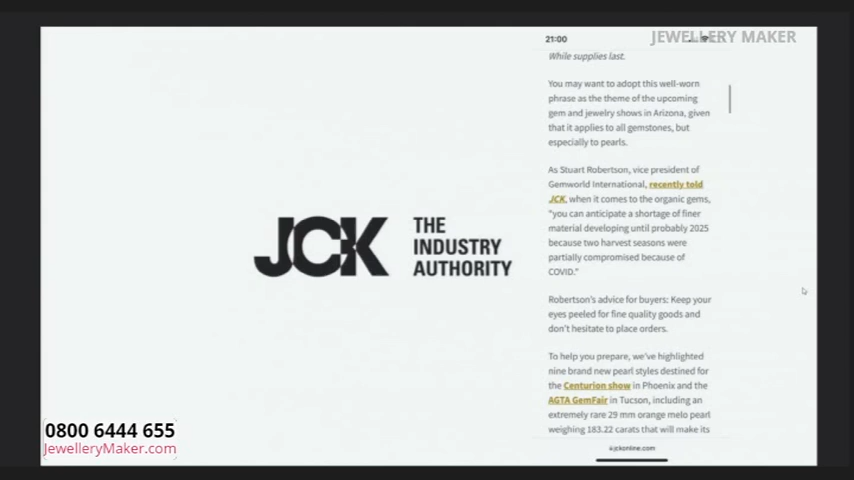 JEWELLERY MAKER
21:00
While supplies last.
You may want to adopt this well-worn
phrase as the theme of the upcoming
gem and jewelry shows in Arizona, given
that it applies to all gemstones, but
especially to pearls.
As Stuart Robertson, vice president of
Gemworld International, recently told
JCK, when it comes to the organic gems,
"you can anticipate a shortage of finer
material developing until probably 2025
because two harvest seasons were
partially compromised because of
COVID."
Robertson's advice for buyers: Keep your
eyes peeled for fine quality goods and
don't hesitate to place orders.
To help you prepare, we've highlighted
nine brand new pearl styles destined for
the Centurion show in Phoenix and the
AGTA GemFair in Tucson, including an
extremely rare 29 mm orange melo pearl
weighing 183.22 carats that will make its
jckonline.com
JCK
THE
INDUSTRY
AUTHORITY
0800 6444 655
JewelleryMaker.com